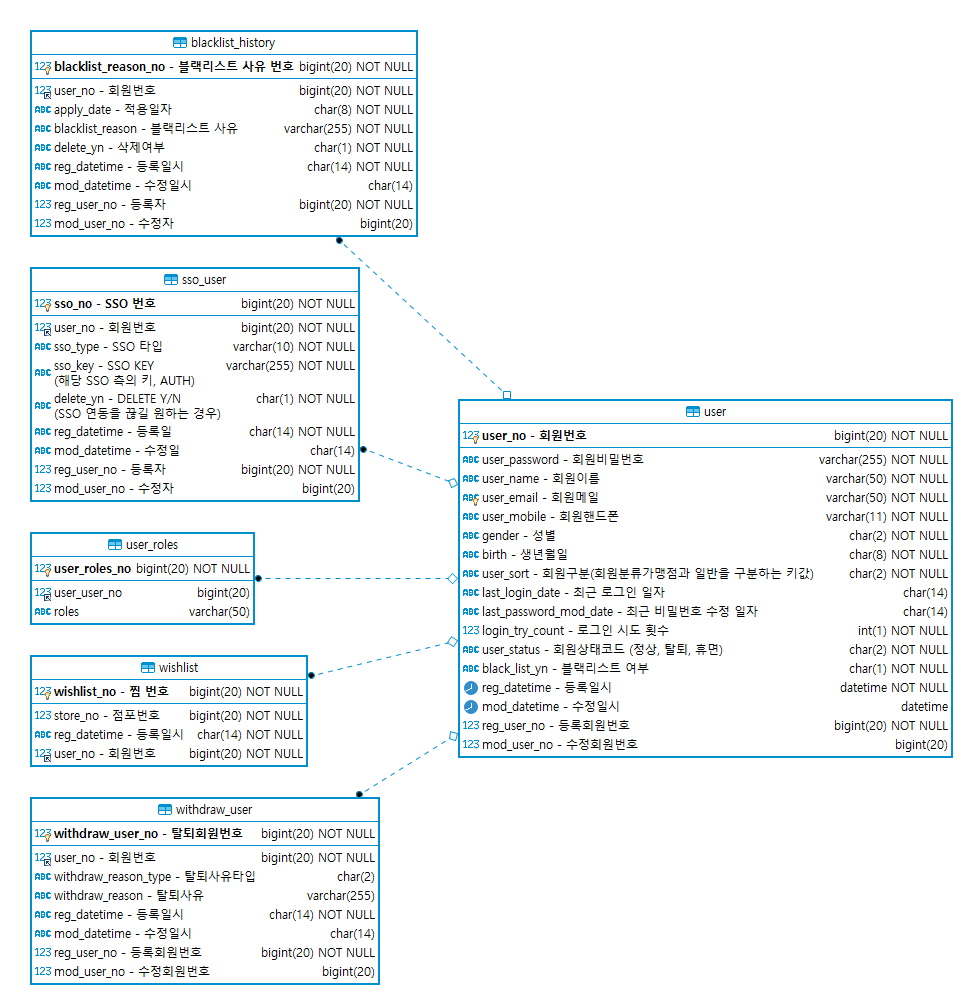 blacklist_history
123 blacklist_reason_no - 블랙리스트 사유 번호 bigint(20) NOT NULL
123 user_no - 회원번호 bigint(20) NOT NULL
ABC apply_date - 적용일자 char(8) NOT NULL
ABC blacklist_reason - 블랙리스트 사유 varchar(255) NOT NULL
ABC delete_yn - 삭제여부 char(1) NOT NULL
ABC reg_datetime - 등록일시 char(14) NOT NULL
ABC mod_datetime - 수정일시 char(14)
123 reg_user_no - 등록자 bigint(20) NOT NULL
123 mod_user_no - 수정자 bigint(20)
sso_user
123 sso_no - SSO 번호 bigint(20) NOT NULL
123 user_no - 회원번호 bigint(20) NOT NULL
ABC sso_type - SSO 타입 varchar(10) NOT NULL
ABC sso_key - SSO KEY varchar(255) NOT NULL
(해당 SSO 측의 키, AUTH)
ABC delete_yn - DELETE Y/N char(1) NOT NULL
(SSO 연동을 끊길 원하는 경우)
ABC reg_datetime - 등록일 char(14) NOT NULL
ABC mod_datetime - 수정일 char(14)
123 reg_user_no - 등록자 bigint(20) NOT NULL
123 mod_user_no - 수정자 bigint(20)
user_roles
123 user_roles_no bigint(20) NOT NULL
123 user_user_no bigint(20)
ABC roles varchar(50)
wishlist
123 wishlist_no - 찜 번호 bigint(20) NOT NULL
123 store_no - 점포번호 bigint(20) NOT NULL
ABC reg_datetime - 등록일시 char(14) NOT NULL
123 user_no - 회원번호 bigint(20) NOT NULL
withdraw_user
123 withdraw_user_no - 탈퇴회원번호 bigint(20) NOT NULL
123 user_no - 회원번호 bigint(20) NOT NULL
ABC withdraw_reason_type - 탈퇴사유타입 char(2)
ABC withdraw_reason - 탈퇴사유 varchar(255)
ABC reg_datetime - 등록일시 char(14) NOT NULL
ABC mod_datetime - 수정일시 char(14)
123 reg_user_no - 등록회원번호 bigint(20) NOT NULL
123 mod_user_no - 수정회원번호 bigint(20)
user
123 user_no - 회원번호 bigint(20) NOT NULL
ABC user_password - 회원비밀번호 varchar(255) NOT NULL
ABC user_name - 회원이름 varchar(50) NOT NULL
ABC user_email - 회원메일 varchar(50) NOT NULL
ABC user_mobile - 회원핸드폰 varchar(11) NOT NULL
ABC gender - 성별 char(2) NOT NULL
ABC birth - 생년월일 char(8) NOT NULL
ABC user_sort - 회원구분(회원분류가맹점과 일반을 구분하는 키값) char(2) NOT NULL
ABC last_login_date - 최근 로그인 일자 char(14)
ABC last_password_mod_date - 최근 비밀번호 수정 일자 char(14)
123 login_try_count - 로그인 시도 횟수 int(1) NOT NULL
ABC user_status - 회원상태코드 (정상, 탈퇴, 휴면) char(2) NOT NULL
ABC black_list_yn - 블랙리스트 여부 char(1) NOT NULL
reg_datetime - 등록일시 datetime NOT NULL
mod_datetime - 수정일시 datetime
123 reg_user_no - 등록회원번호 bigint(20) NOT NULL
123 mod_user_no - 수정회원번호 bigint(20)